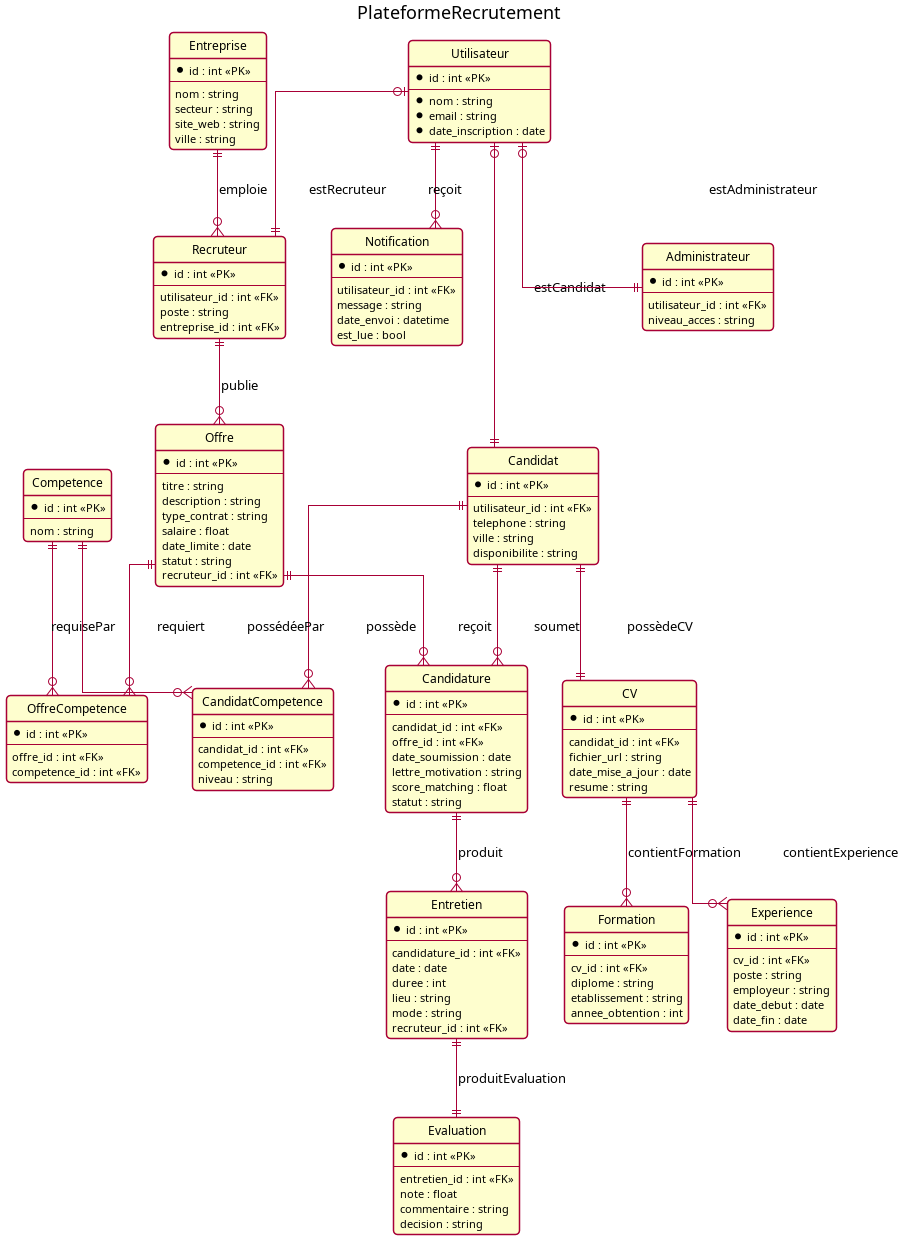 PlateformeRecrutement
Entreprise
id : int «PK»
nom : string
secteur : string
site_web : string
ville : string
Utilisateur
id : int «PK»
nom : string
email : string
date_inscription : date
emploie
estRecruteur
reçoit
estAdministrateur
Recruteur
id : int «PK»
utilisateur_id : int «FK»
poste : string
entreprise_id : int «FK»
Notification
id : int «PK»
utilisateur_id : int «FK»
message : string
date_envoi : datetime
est_lue : bool
estCandidat
Administrateur
id : int «PK»
utilisateur_id : int «FK»
niveau_acces : string
publie
Competence
id : int «PK»
nom : string
Offre
id : int «PK»
titre : string
description : string
type_contrat : string
salaire : float
date_limite : date
statut : string
recruteur_id : int «FK»
Candidat
id : int «PK»
utilisateur_id : int «FK»
telephone : string
ville : string
disponibilite : string
requisePar
requiert
possédéePar
possède
reçoit
soumet
possèdeCV
OffreCompetence
id : int «PK»
offre_id : int «FK»
competence_id : int «FK»
CandidatCompetence
id : int «PK»
candidat_id : int «FK»
competence_id : int «FK»
niveau : string
Candidature
id : int «PK»
candidat_id : int «FK»
offre_id : int «FK»
date_soumission : date
lettre_motivation : string
score_matching : float
statut : string
CV
id : int «PK»
candidat_id : int «FK»
fichier_url : string
date_mise_a_jour : date
resume : string
produit
contientFormation
contientExperience
Entretien
id : int «PK»
candidature_id : int «FK»
date : date
duree : int
lieu : string
mode : string
recruteur_id : int «FK»
Formation
id : int «PK»
cv_id : int «FK»
diplome : string
etablissement : string
annee_obtention : int
Experience
id : int «PK»
cv_id : int «FK»
poste : string
employeur : string
date_debut : date
date_fin : date
produitEvaluation
Evaluation
id : int «PK»
entretien_id : int «FK»
note : float
commentaire : string
decision : string